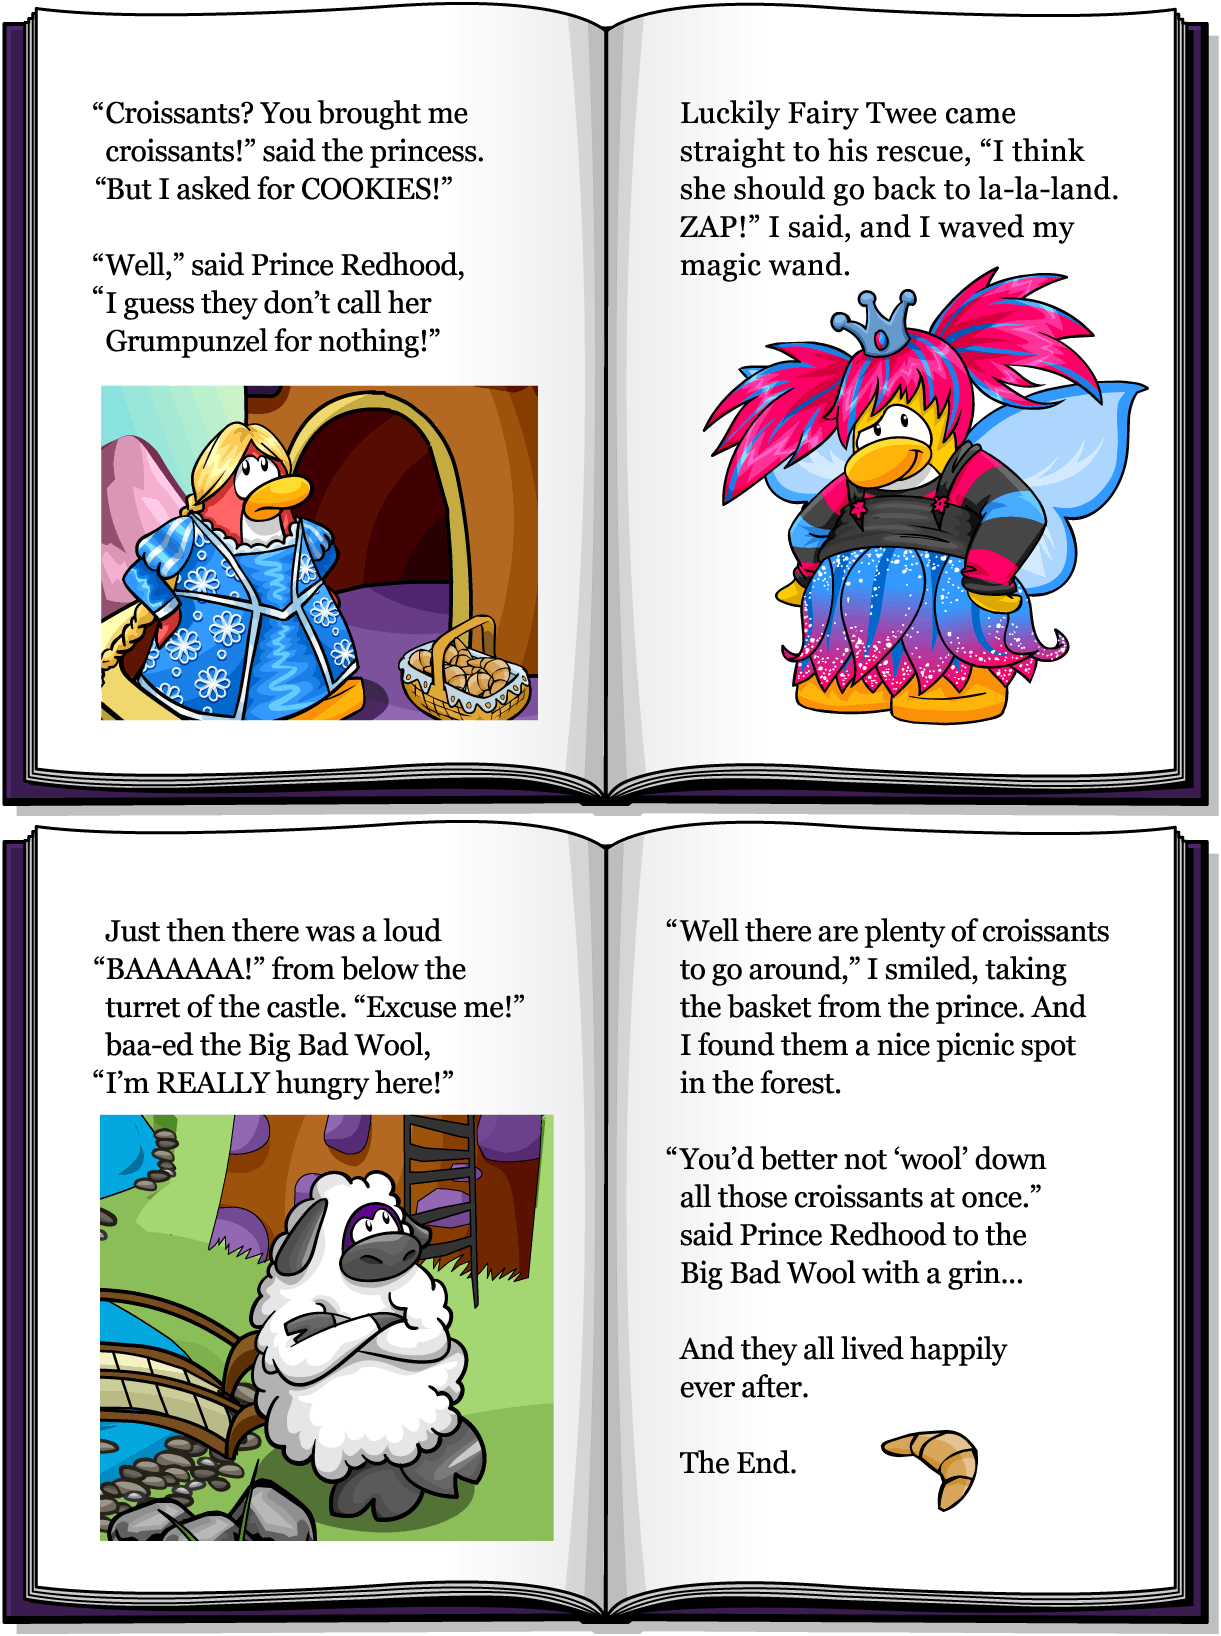 “Croissants? You brought me
croissants!” said the princess.
“But I asked for COOKIES!”
“Well,” said Prince Redhood,
“I guess they don’t call her
Grumpunzel for nothing!”
Luckily Fairy Twee came
straight to his rescue, “I think
she should go back to la-la-land.
ZAP!” I said, and I waved my
magic wand.
Just then there was a loud
“BAAAAAA!” from below the
turret of the castle. “Excuse me!”
baa-ed the Big Bad Wool,
“I’m REALLY hungry here!”
“Well there are plenty of croissants
to go around,” I smiled, taking
the basket from the prince. And
I found them a nice picnic spot
in the forest.
“You’d better not ‘wool’ down
all those croissants at once.”
said Prince Redhood to the
Big Bad Wool with a grin...
And they all lived happily
ever after.
The End.